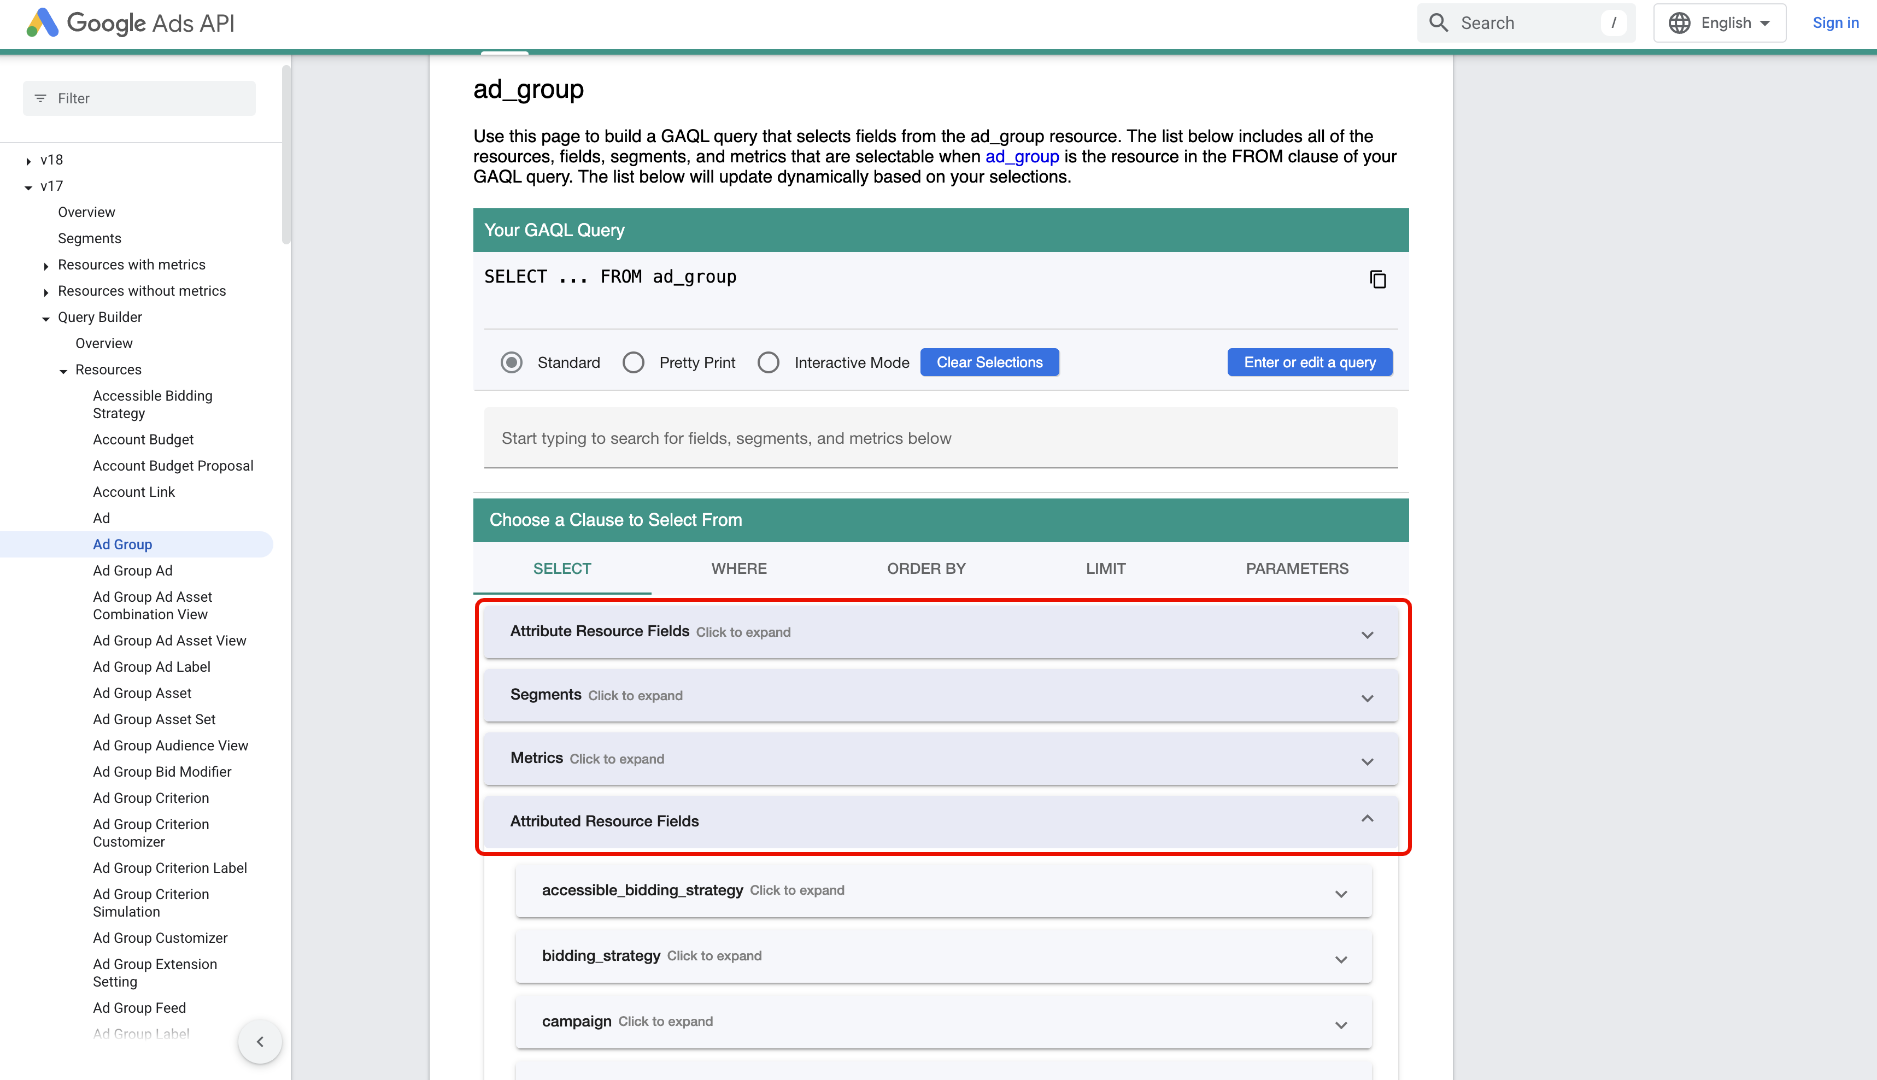 Google Ads API
Search
/
English
Sign in
Filter
v18
v17
Overview
Segments
Resources with metrics
Resources without metrics
Query Builder
Overview
Resources
Accessible Bidding
Strategy
Account Budget
Account Budget Proposal
Account Link
Ad
Ad Group
Ad Group Ad
Ad Group Ad Asset
Combination View
Ad Group Ad Asset View
Ad Group Ad Label
Ad Group Asset
Ad Group Asset Set
Ad Group Audience View
Ad Group Bid Modifier
Ad Group Criterion
Ad Group Criterion
Customizer
Ad Group Criterion Label
Ad Group Criterion
Simulation
Ad Group Customizer
Ad Group Extension
Setting
Ad Group Feed
Ad Group Label
ad_group
Use this page to build a GAQL query that selects fields from the ad_group resource. The list below includes all of the
resources, fields, segments, and metrics that are selectable when ad_group is the resource in the FROM clause of your
GAQL query. The list below will update dynamically based on your selections.
Your GAQL Query
SELECT ... FROM ad_group
Standard
Pretty Print
Interactive Mode
Clear Selections
Enter or edit a query
Start typing to search for fields, segments, and metrics below
Choose a Clause to Select From
SELECT
WHERE
ORDER BY
LIMIT
PARAMETERS
Attribute Resource Fields Click to expand
Segments Click to expand
Metrics Click to expand
Attributed Resource Fields
accessible_bidding_strategy Click to expand
bidding_strategy Click to expand
campaign Click to expand